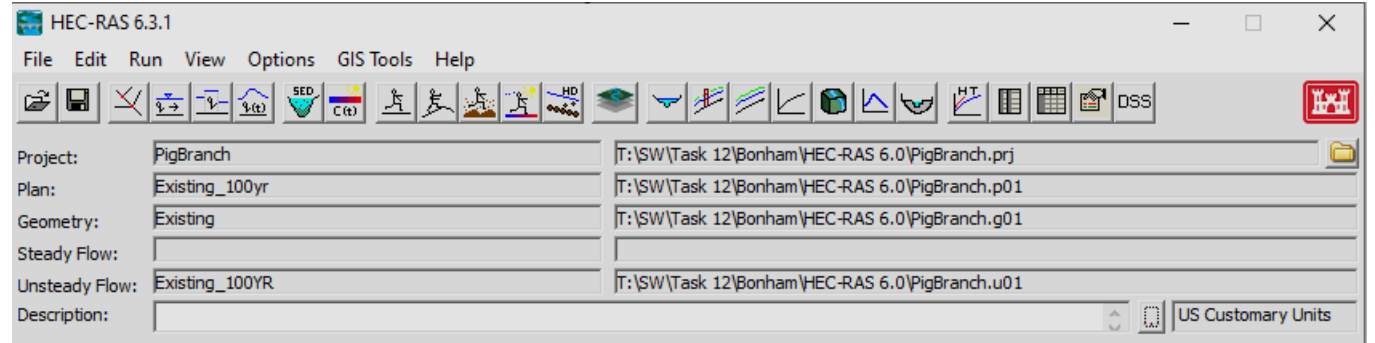 HEC-RAS 6.3.1
File Edit Run View Options GIS Tools Help
SED C(t) HD HT DSS
Project: PigBranch T:\SW\Task 12\Bonham\HEC-RAS 6.0\PigBranch.prj
Plan: Existing_100yr T:\SW\Task 12\Bonham\HEC-RAS 6.0\PigBranch.p01
Geometry: Existing T:\SW\Task 12\Bonham\HEC-RAS 6.0\PigBranch.g01
Steady Flow:
Unsteady Flow: Existing_100YR T:\SW\Task 12\Bonham\HEC-RAS 6.0\PigBranch.u01
Description: US Customary Units